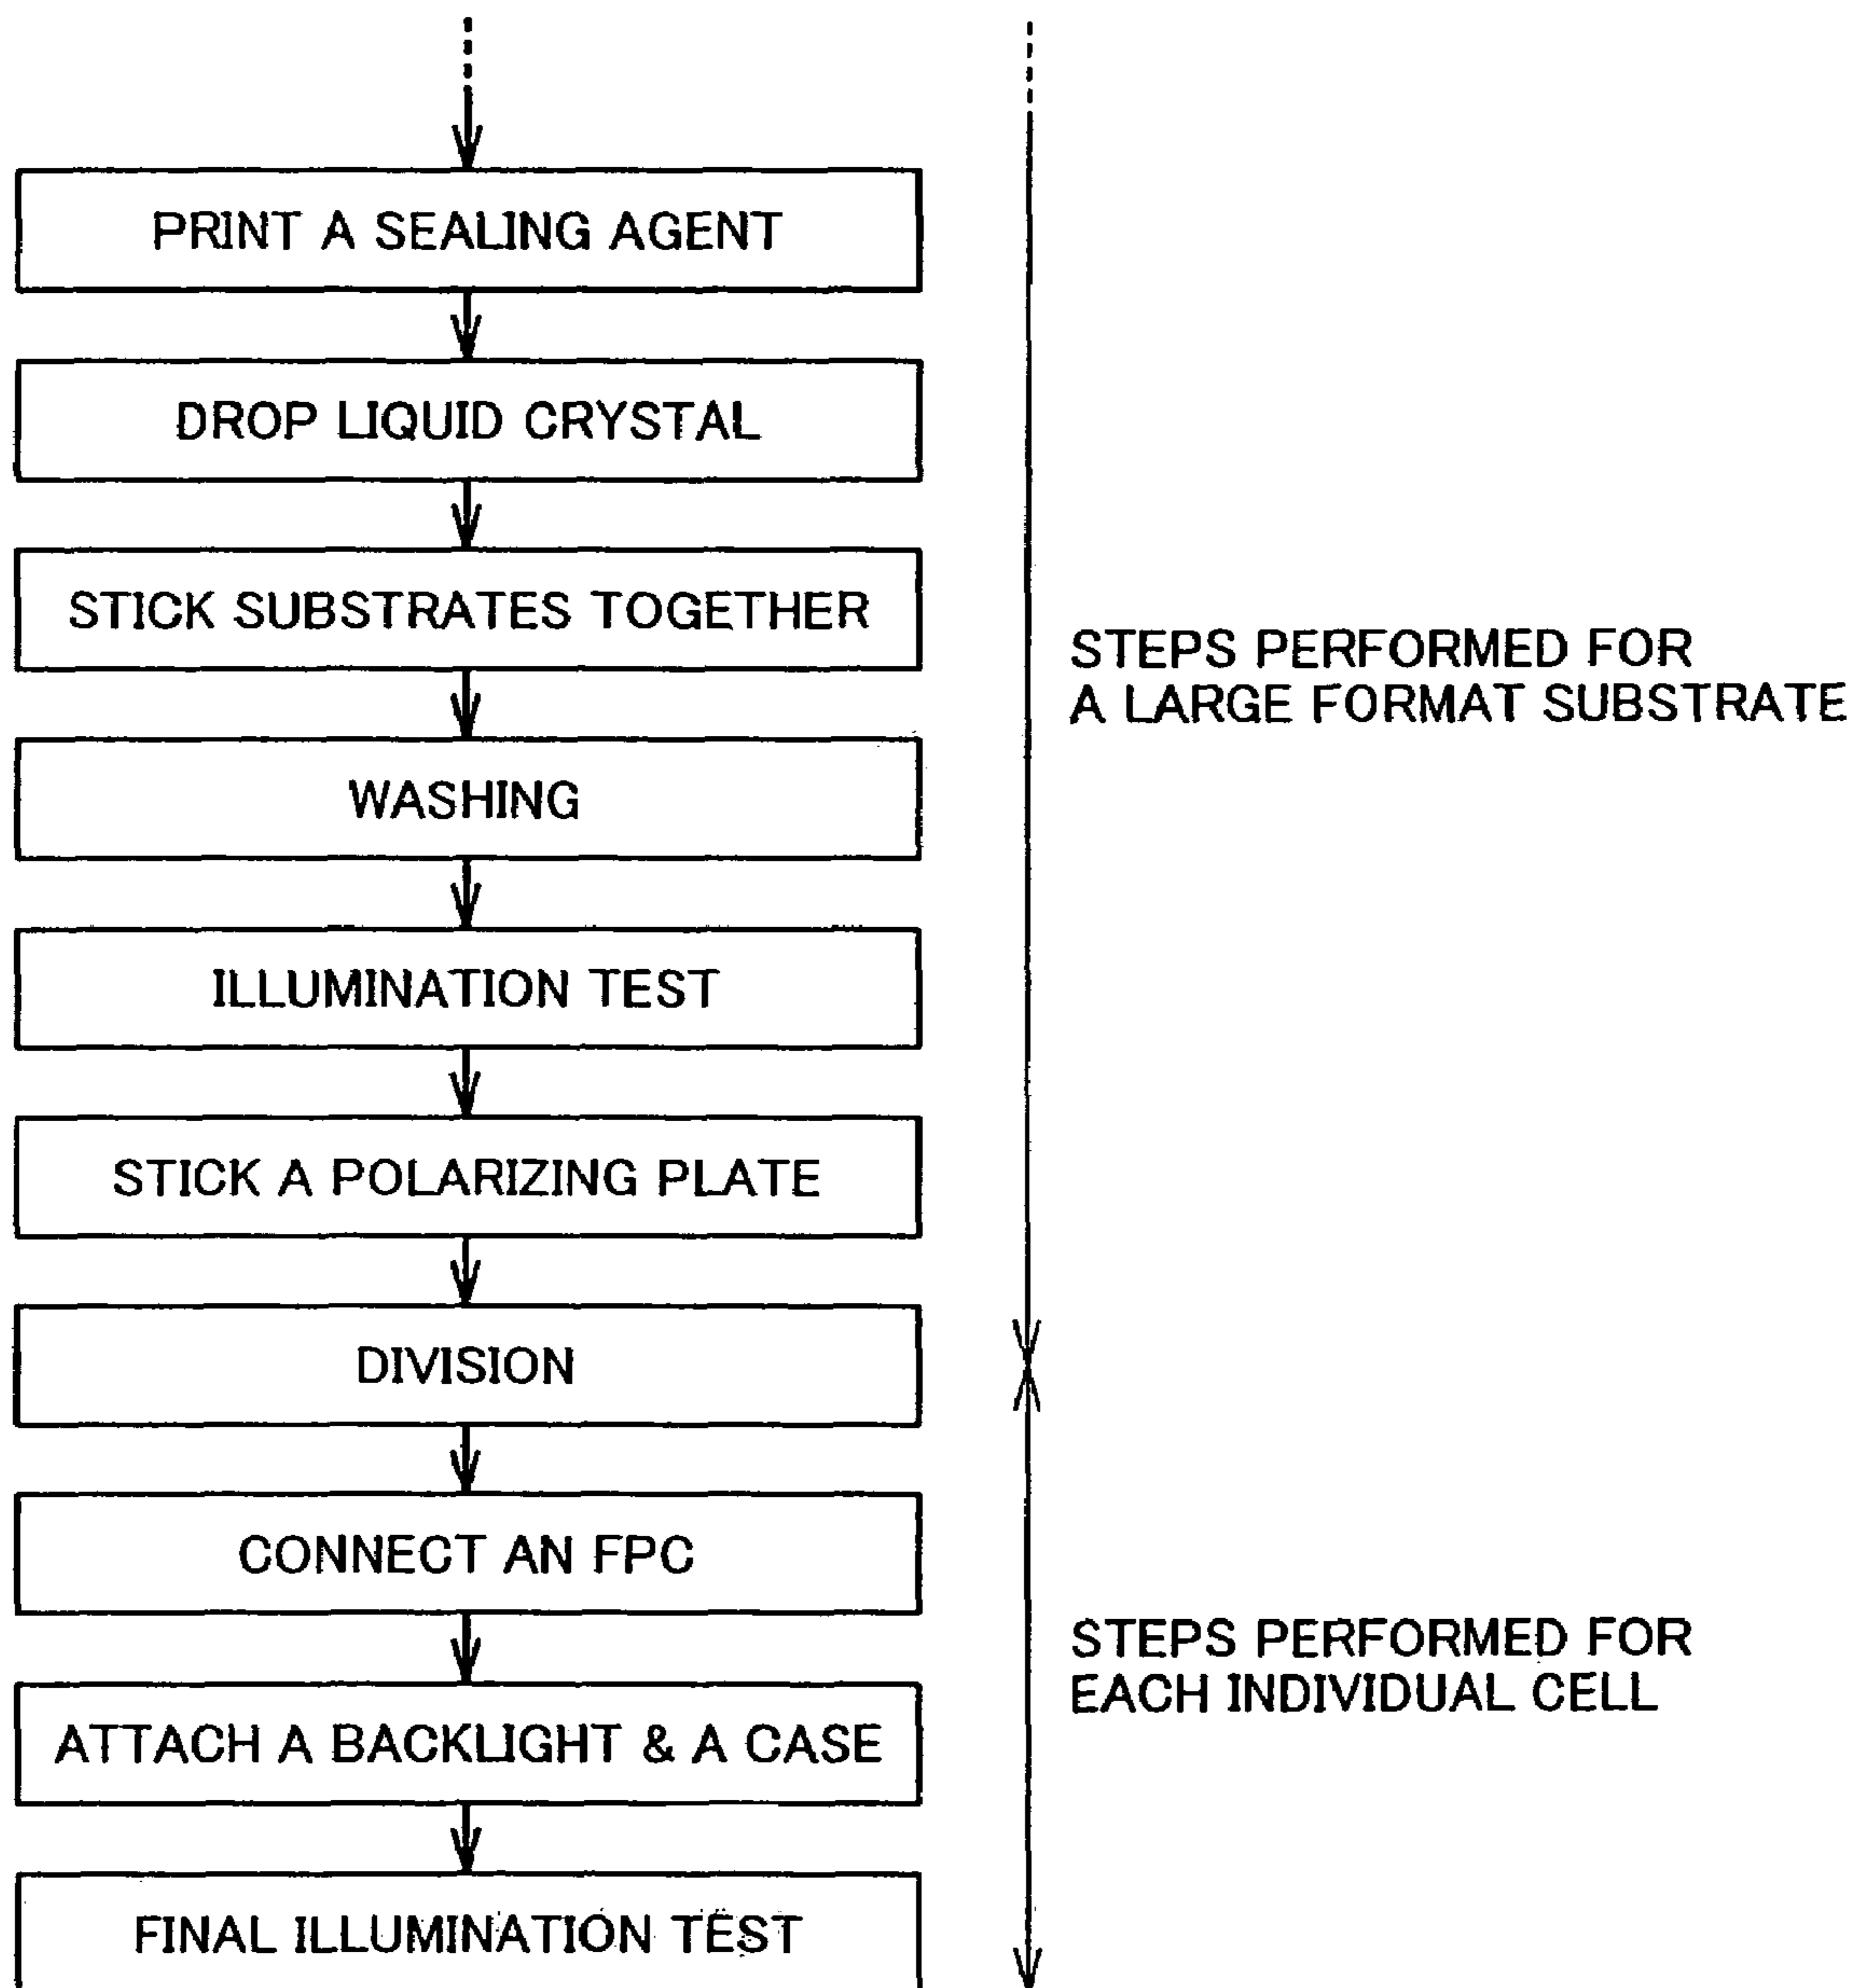 PRINT A SEALING AGENT
DROP LIQUID CRYSTAL
STICK SUBSTRATES TOGETHER
STEPS PERFORMED FOR
A LARGE FORMAT SUBSTRATE
WASHING
ILLUMINATION TEST
STICK A POLARIZING PLATE
DIVISION
CONNECT AN FPC
STEPS PERFORMED FOR
EACH INDIVIDUAL CELL
ATTACH A BACKLIGHT & A CASE
FINAL ILLUMINATION TEST